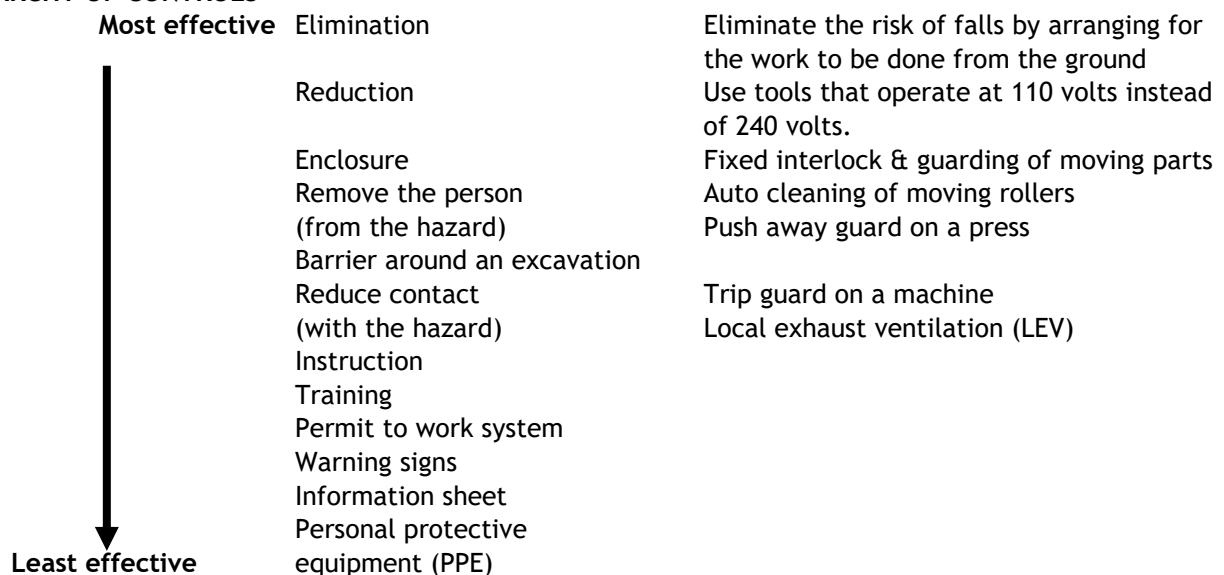 Most effective Elimination Eliminate the risk of falls by arranging for
the work to be done from the ground
Reduction Use tools that operate at 110 volts instead
of 240 volts.
Enclosure Fixed interlock & guarding of moving parts
Remove the person Auto cleaning of moving rollers
(from the hazard) Push away guard on a press
Barrier around an excavation
Reduce contact Trip guard on a machine
(with the hazard) Local exhaust ventilation (LEV)
Instruction
Training
Permit to work system
Warning signs
Information sheet
Personal protective
Least effective equipment (PPE)